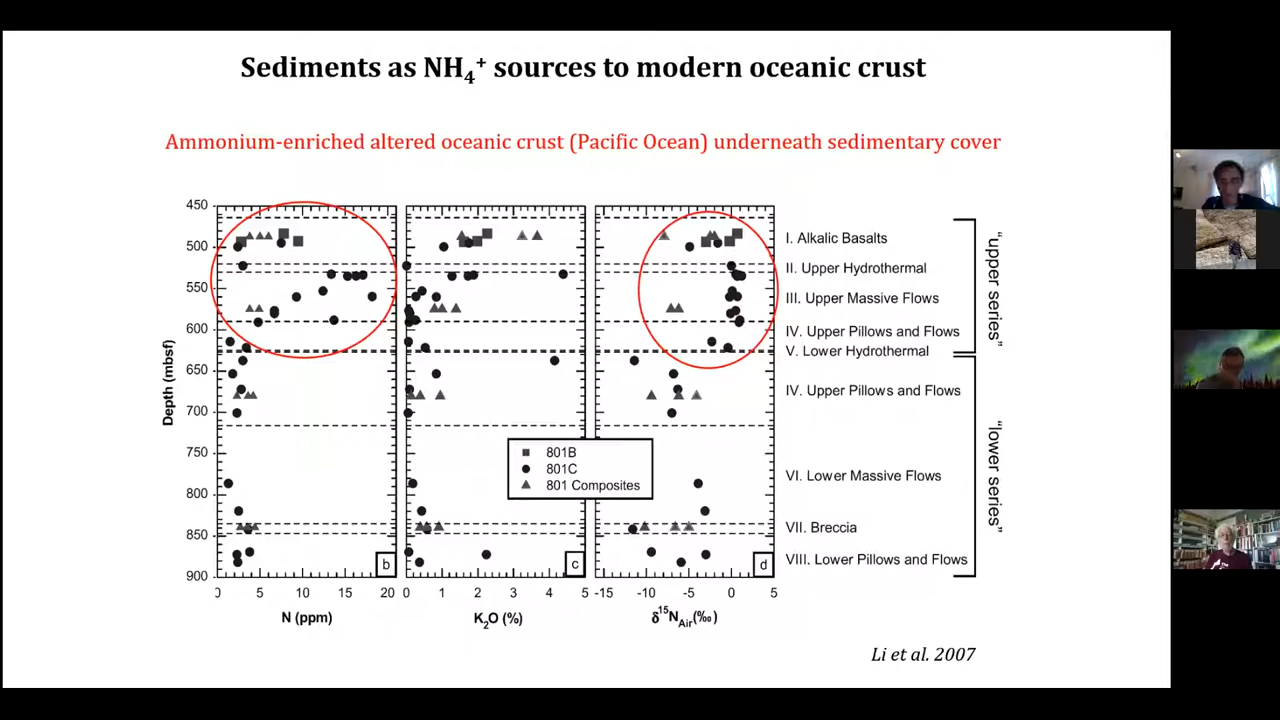 Sediments as NH4+ sources to modern oceanic crust
Ammonium-enriched altered oceanic crust (Pacific Ocean) underneath sedimentary cover
Depth (mbsf)
450
500
550
600
650
700
750
800
850
900
b
c
d
801B
801C
801 Composites
I. Alkalic Basalts
II. Upper Hydrothermal
III. Upper Massive Flows
IV. Upper Pillows and Flows
V. Lower Hydrothermal
IV. Upper Pillows and Flows
VI. Lower Massive Flows
VII. Breccia
VIII. Lower Pillows and Flows
"upper series"
"lower series"
0 5 10 15 20
0 1 2 3 4 5
-15 -10 -5 0 5
N (ppm)
K2O (%)
δ15NAir(‰)
Li et al. 2007